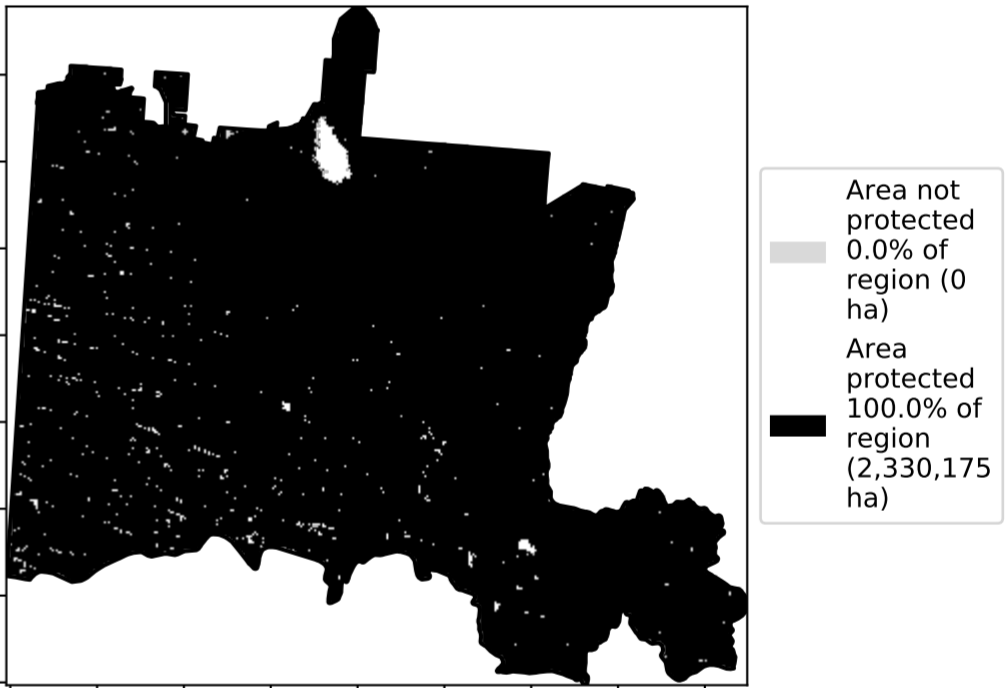 Area not
protected
0.0% of
region (0
ha)
Area
protected
100.0% of
region
(2,330,175
ha)